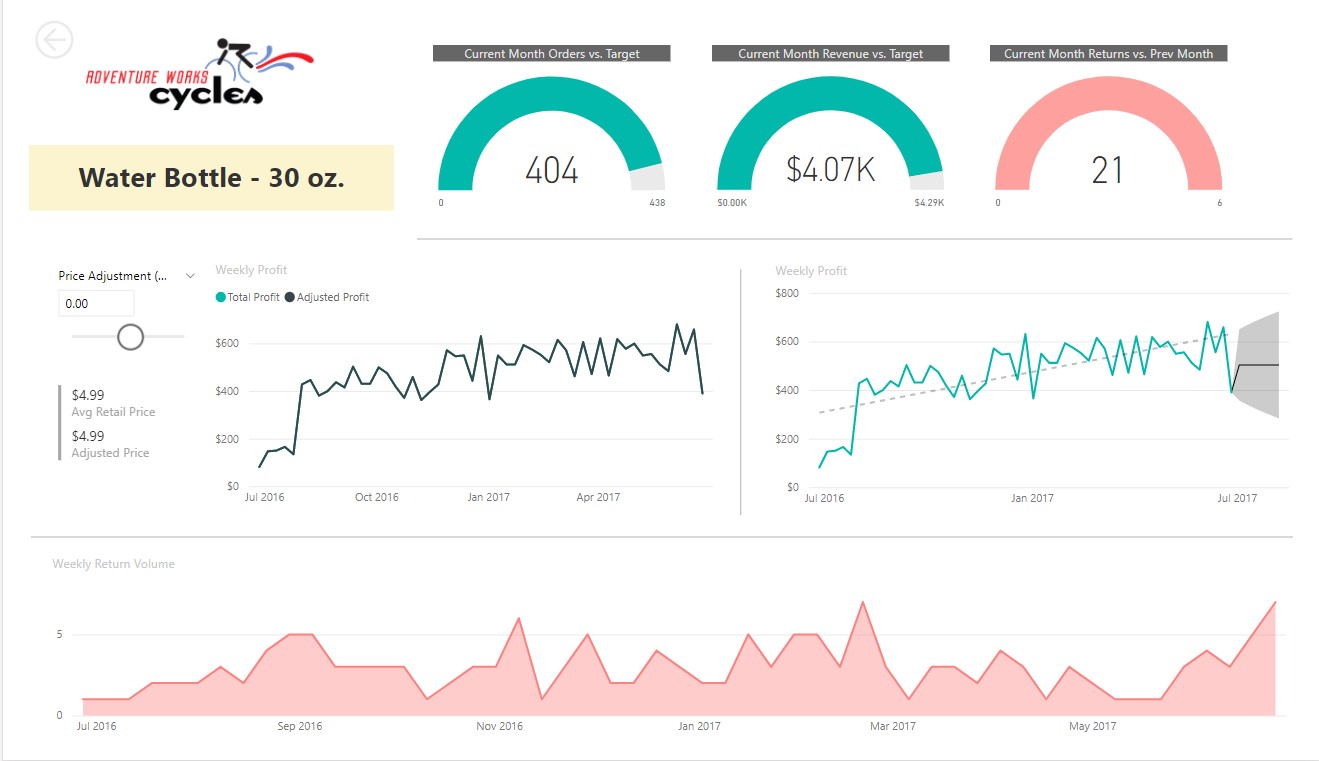 ADVENTURE WORKS
cycles
Water Bottle - 30 oz.
Current Month Orders vs. Target
404
0
438
Current Month Revenue vs. Target
$4.07K
$0.00K
$4.29K
Current Month Returns vs. Prev Month
21
0
6
Price Adjustment (...
0.00
$4.99
Avg Retail Price
$4.99
Adjusted Price
Weekly Profit
Total Profit Adjusted Profit
$600
$400
$200
$0
Jul 2016 Oct 2016 Jan 2017 Apr 2017
Weekly Profit
$800
$600
$400
$200
$0
Jul 2016 Jan 2017 Jul 2017
Weekly Return Volume
5
0
Jul 2016 Sep 2016 Nov 2016 Jan 2017 Mar 2017 May 2017